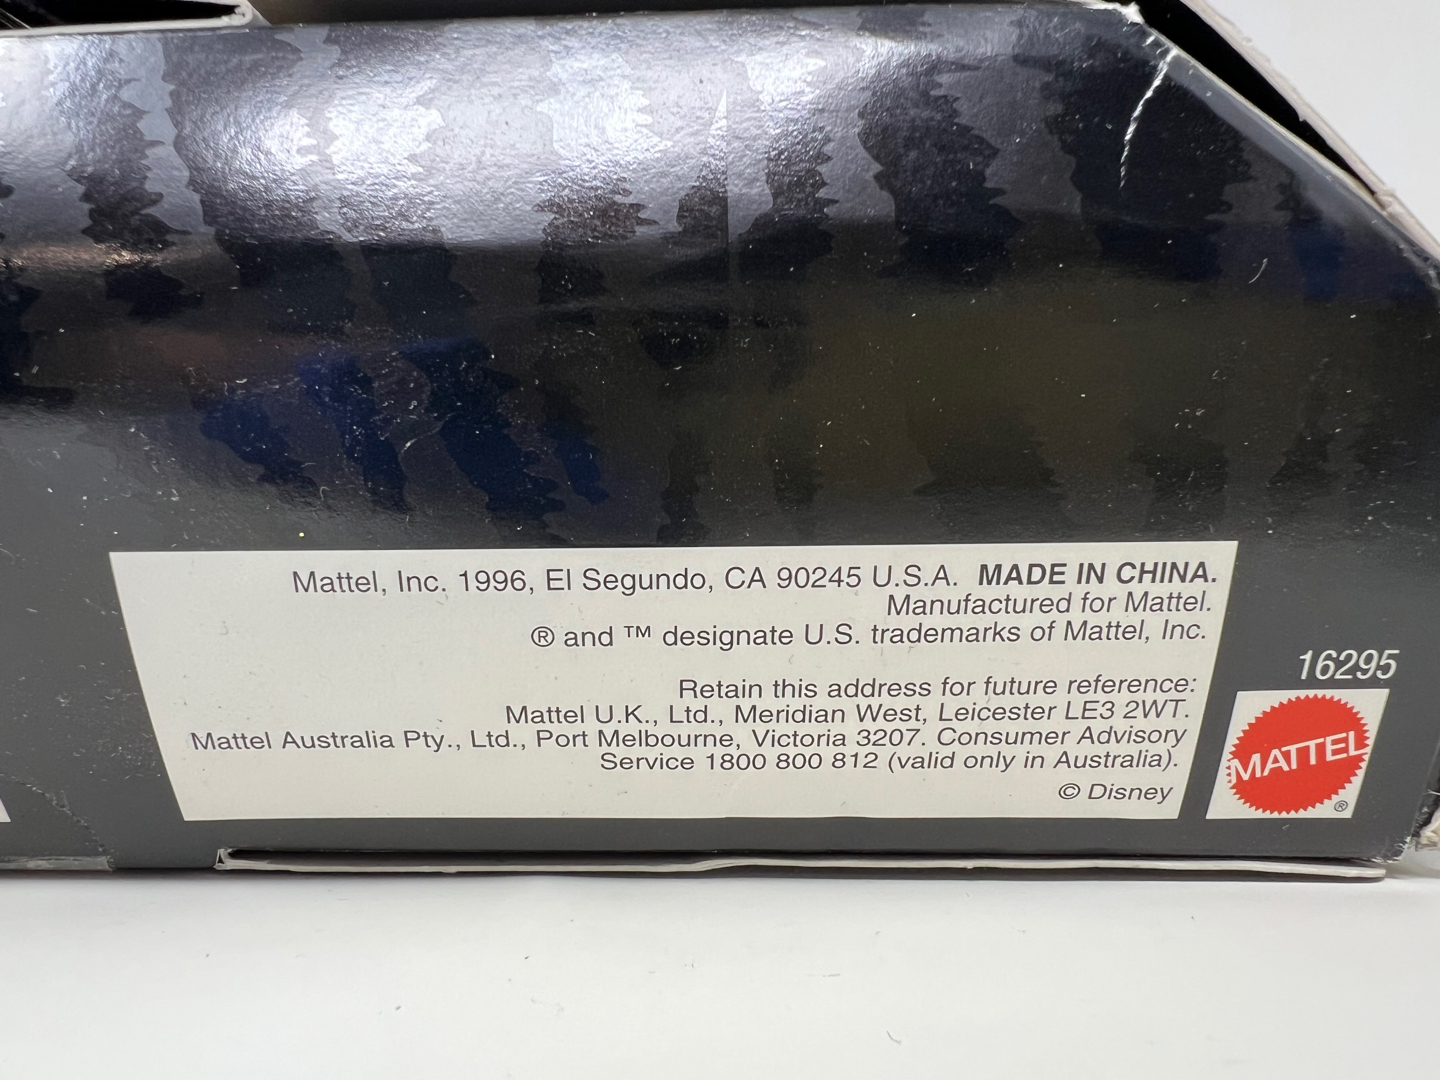 Mattel, Inc. 1996, El Segundo, CA 90245 U.S.A. MADE IN CHINA.
Manufactured for Mattel.
® and ™ designate U.S. trademarks of Mattel, Inc.
Retain this address for future reference:
Mattel U.K., Ltd., Meridian West, Leicester LE3 2WT.
Mattel Australia Pty., Ltd., Port Melbourne, Victoria 3207. Consumer Advisory
Service 1800 800 812 (valid only in Australia).
© Disney
16295
MATTEL
®